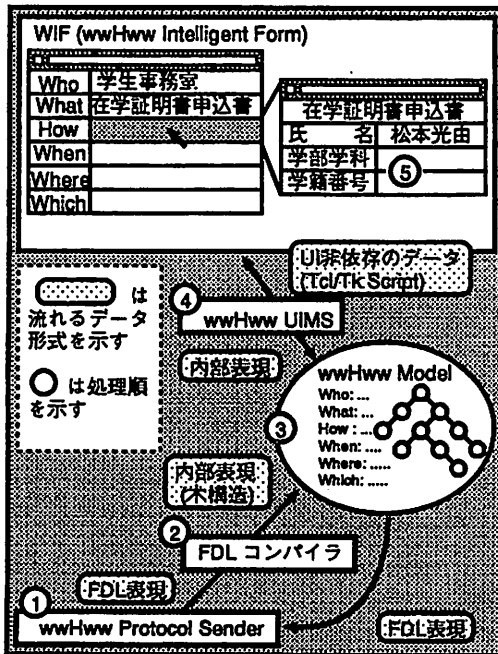 WIF (wwHww Intelligent Form)
Who 学生事務室
What 在学証明書申込書
How
When
Where
Which
在学証明書申込書
氏 名 松本光由
学部学科
学籍番号
⑤
UI非依存のデータ
(Tcl/Tk Script)
は
流れるデータ
形式を示す
○は処理順
を示す
④ wwHww UIMS
内部表現
wwHww Model
Who: ...
What: ...
How : ...
When: ....
Where: .....
Which: .....
③
内部表現
(木構造)
② FDL コンパイラ
FDL表現
① wwHww Protocol Sender
FDL表現